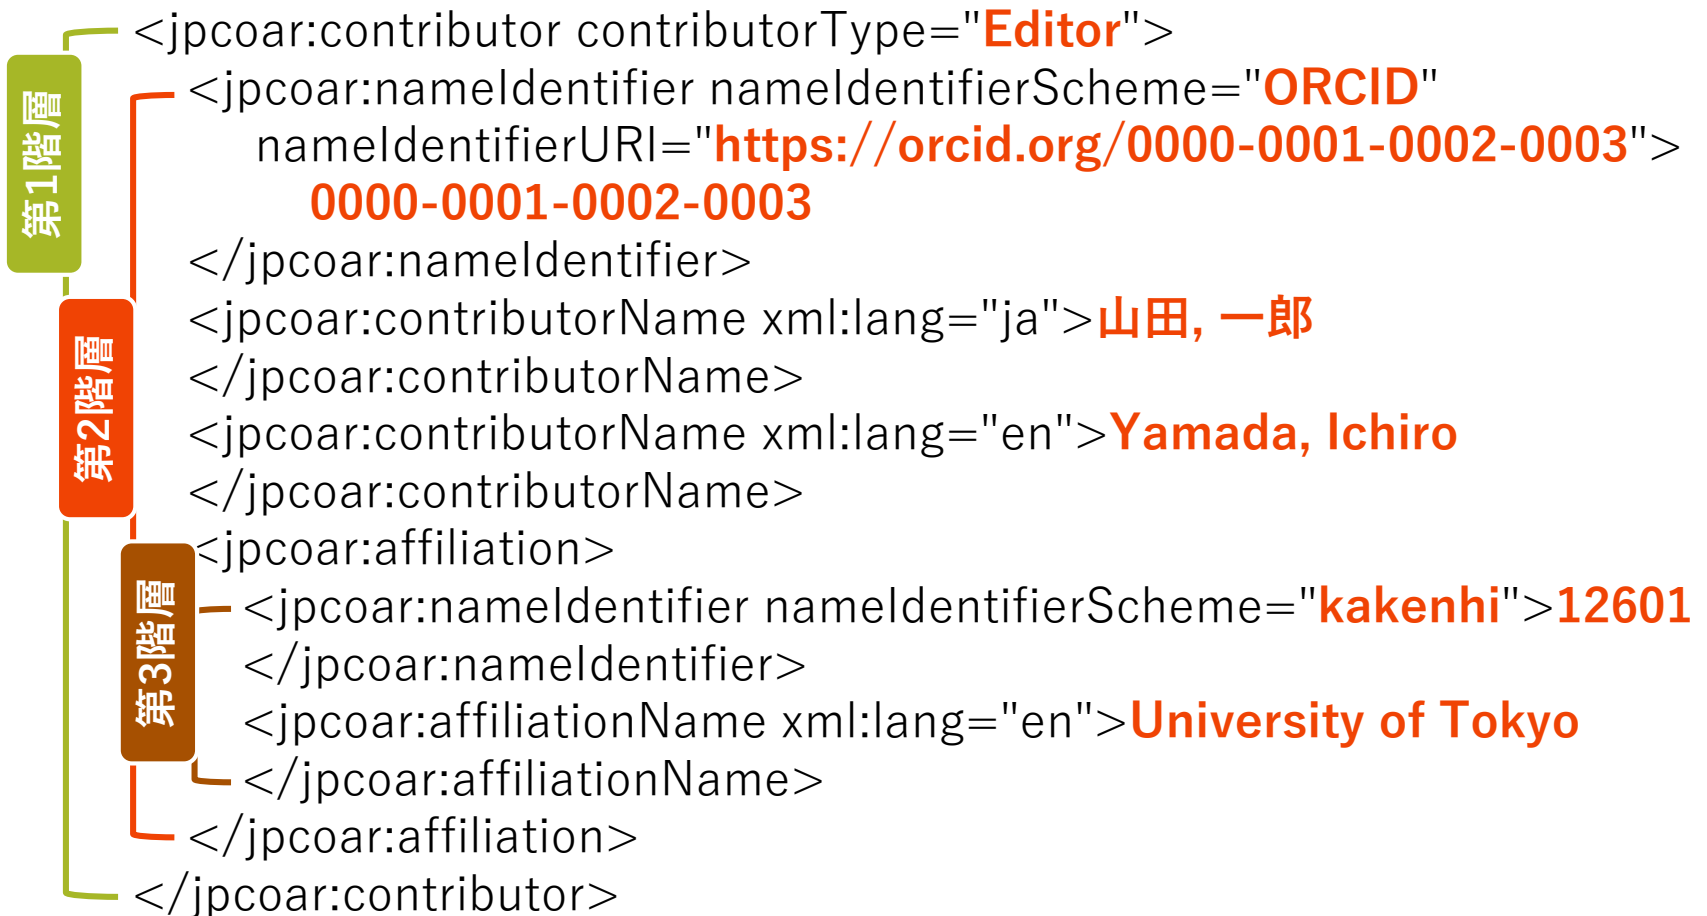 <jpcoar:contributor contributorType="Editor">
<jpcoar:nameIdentifier nameIdentifierScheme="ORCID"
nameIdentifierURI="https://orcid.org/0000-0001-0002-0003">
0000-0001-0002-0003
</jpcoar:nameIdentifier>
<jpcoar:contributorName xml:lang="ja">山田, 一郎
</jpcoar:contributorName>
<jpcoar:contributorName xml:lang="en">Yamada, Ichiro
</jpcoar:contributorName>
<jpcoar:affiliation>
<jpcoar:nameIdentifier nameIdentifierScheme="kakenhi">12601
</jpcoar:nameIdentifier>
<jpcoar:affiliationName xml:lang="en">University of Tokyo
</jpcoar:affiliationName>
</jpcoar:affiliation>
</jpcoar:contributor>
第1階層
第2階層
第3階層